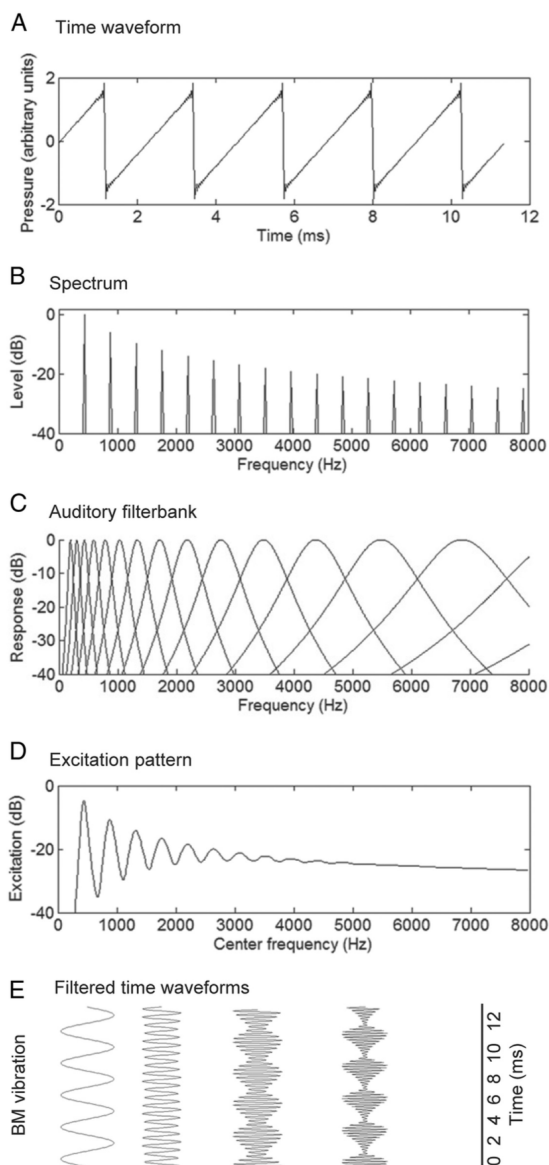 A Time waveform
Pressure (arbitrary units)
2
0
-2
0 2 4 6 8 10 12
Time (ms)
B Spectrum
Level (dB)
0
-20
-40
0 1000 2000 3000 4000 5000 6000 7000 8000
Frequency (Hz)
C Auditory filterbank
Response (dB)
0
-10
-20
-30
-40
0 1000 2000 3000 4000 5000 6000 7000 8000
Frequency (Hz)
D Excitation pattern
Excitation (dB)
0
-20
-40
0 1000 2000 3000 4000 5000 6000 7000 8000
Center frequency (Hz)
E Filtered time waveforms
BM vibration
0 2 4 6 8 10 12
Time (ms)